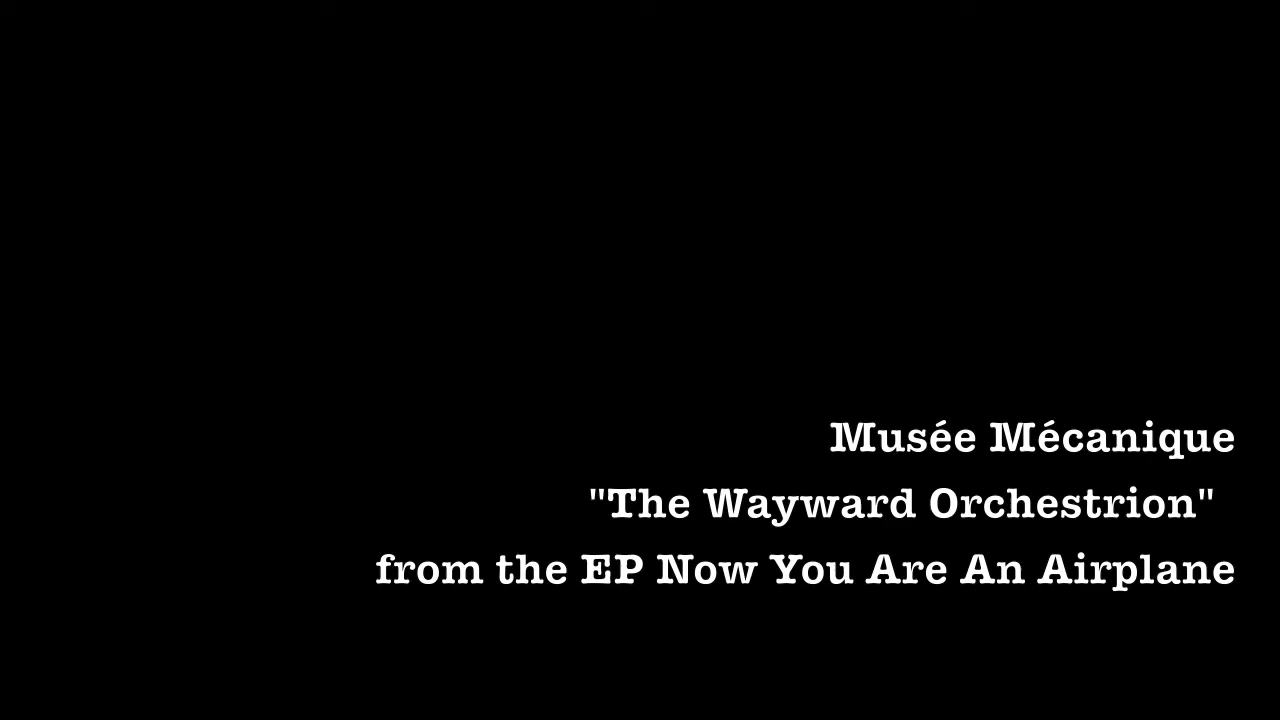 Musée Mécanique
"The Wayward Orchestrion"
from the EP Now You Are An Airplane